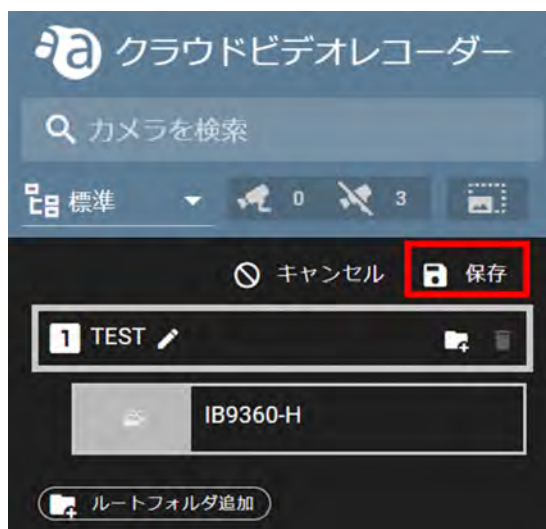 a クラウドビデオレコーダー
カメラを検索
標準 0 3
キャンセル 保存
1 TEST
IB9360-H
ルートフォルダ追加